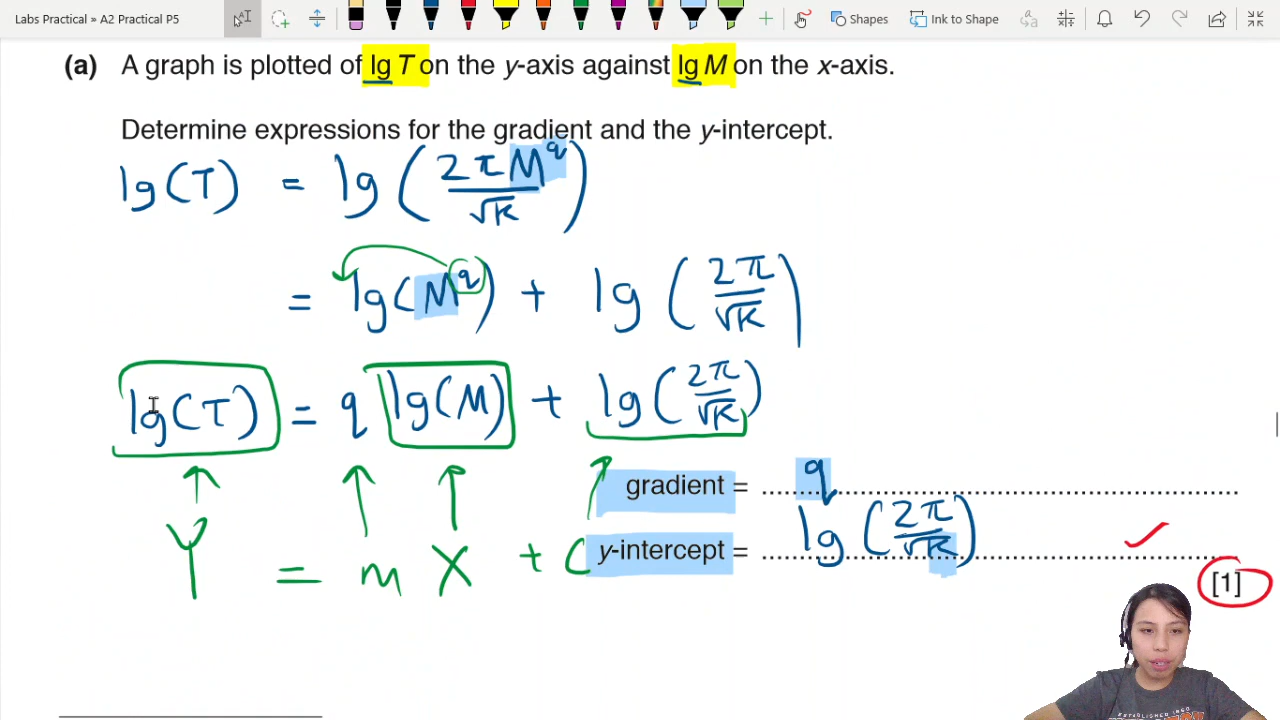 Labs Practical » A2 Practical P5
Shapes
Ink to Shape
(a) A graph is plotted of lg T on the y-axis against lg M on the x-axis.
Determine expressions for the gradient and the y-intercept.
lg(T) = lg(2πM^q/√k)
= lg(M^q) + lg(2π/√k)
lg(T) = q lg(M) + lg(2π/√k)
gradient = q
Y = m X + C
y-intercept = lg(2π/√k)
[1]